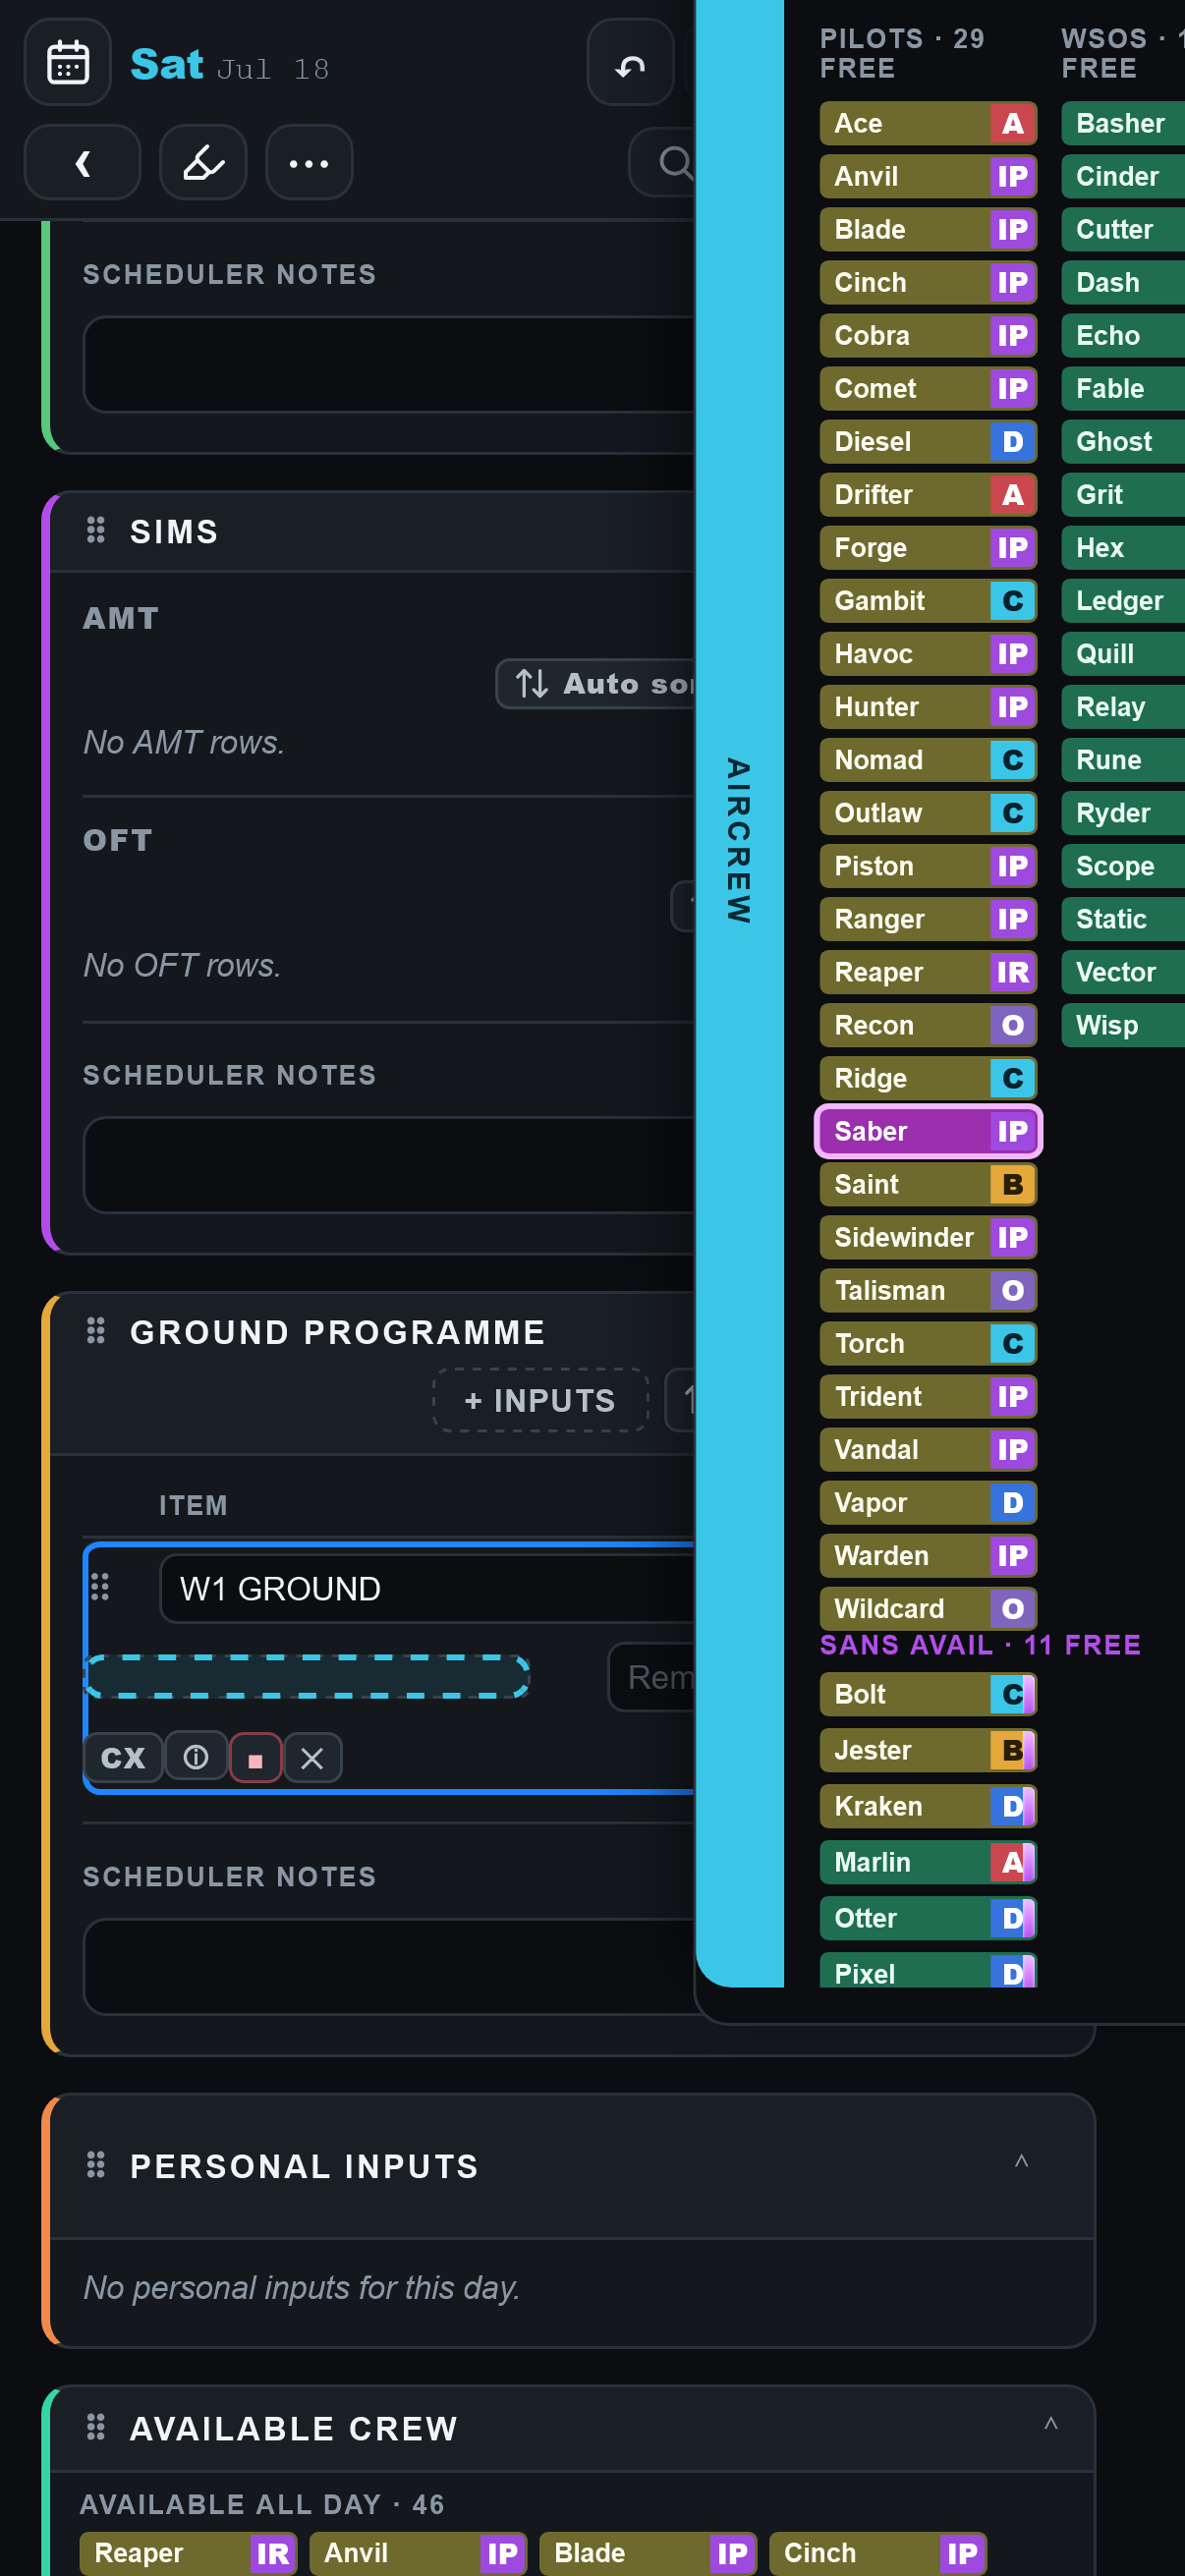 Sat Jul 18
SCHEDULER NOTES
SIMS
AMT
Auto
No AMT rows.
OFT
No OFT rows.
SCHEDULER NOTES
GROUND PROGRAMME
+ INPUTS
ITEM
W1 GROUND
CX
SCHEDULER NOTES
AIRCREW
PILOTS · 29
FREE
Ace A
Anvil IP
Blade IP
Cinch IP
Cobra IP
Comet IP
Diesel D
Drifter A
Forge IP
Gambit C
Havoc IP
Hunter IP
Nomad C
Outlaw C
Piston IP
Ranger IP
Reaper IR
Recon O
Ridge C
Saber IP
Saint B
Sidewinder IP
Talisman O
Torch C
Trident IP
Vandal IP
Vapor D
Warden IP
Wildcard O
WSOS ·
FREE
Basher
Cinder
Cutter
Dash
Echo
Fable
Ghost
Grit
Hex
Ledger
Quill
Relay
Rune
Ryder
Scope
Static
Vector
Wisp
SANS AVAIL · 11 FREE
Bolt C
Jester B
Kraken D
Marlin A
Otter D
Pixel D
PERSONAL INPUTS
No personal inputs for this day.
AVAILABLE CREW
AVAILABLE ALL DAY · 46
Reaper IR Anvil IP Blade IP Cinch IP